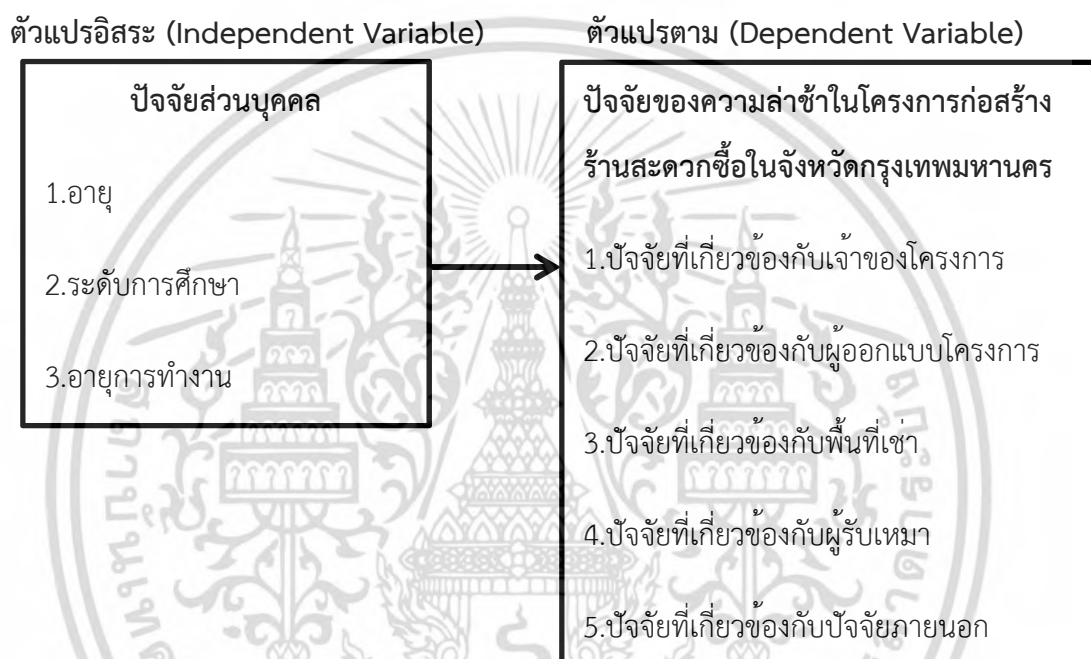 ตัวแปรอิสระ (Independent Variable)
ตัวแปรตาม (Dependent Variable)
ปัจจัยส่วนบุคคล
1.อายุ
2.ระดับการศึกษา
3.อายุการทำงาน
ปัจจัยของความล่าช้าในโครงการก่อสร้าง
ร้านสะดวกซื้อในจังหวัดกรุงเทพมหานคร
1.ปัจจัยที่เกี่ยวข้องกับเจ้าของโครงการ
2.ปัจจัยที่เกี่ยวข้องกับผู้ออกแบบโครงการ
3.ปัจจัยที่เกี่ยวข้องกับพื้นที่เช่า
4.ปัจจัยที่เกี่ยวข้องกับผู้รับเหมา
5.ปัจจัยที่เกี่ยวข้องกับปัจจัยภายนอก